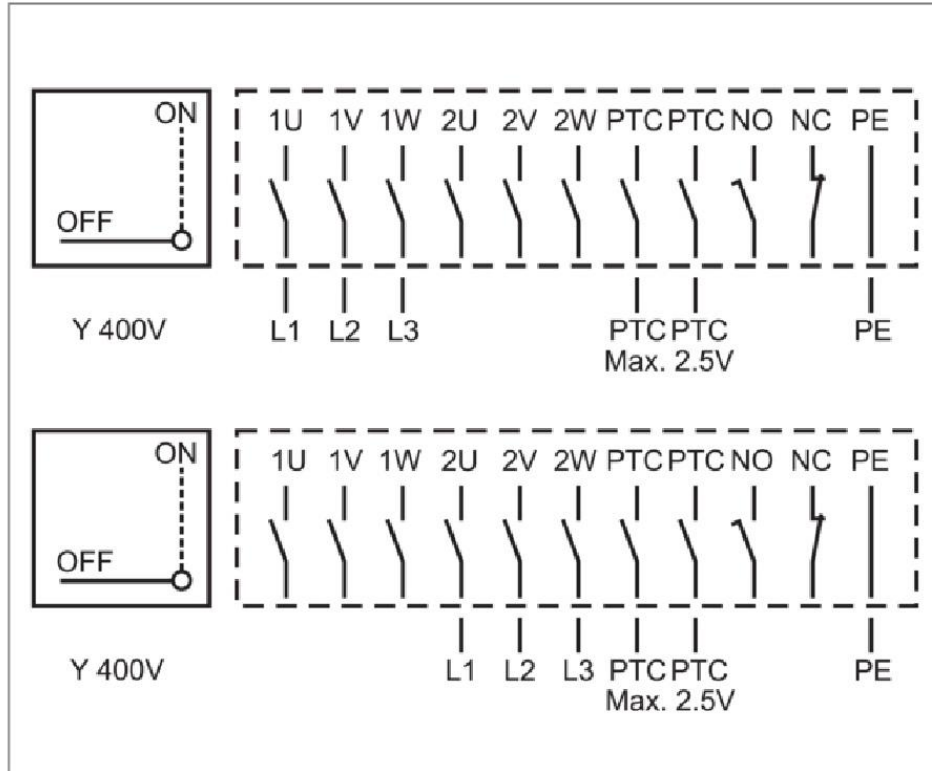 ON
OFF
1U 1V 1W 2U 2V 2W PTC PTC NO NC PE
Y 400V
L1 L2 L3 PTC PTC PE
Max. 2.5V
ON
OFF
1U 1V 1W 2U 2V 2W PTC PTC NO NC PE
Y 400V
L1 L2 L3 PTC PTC PE
Max. 2.5V